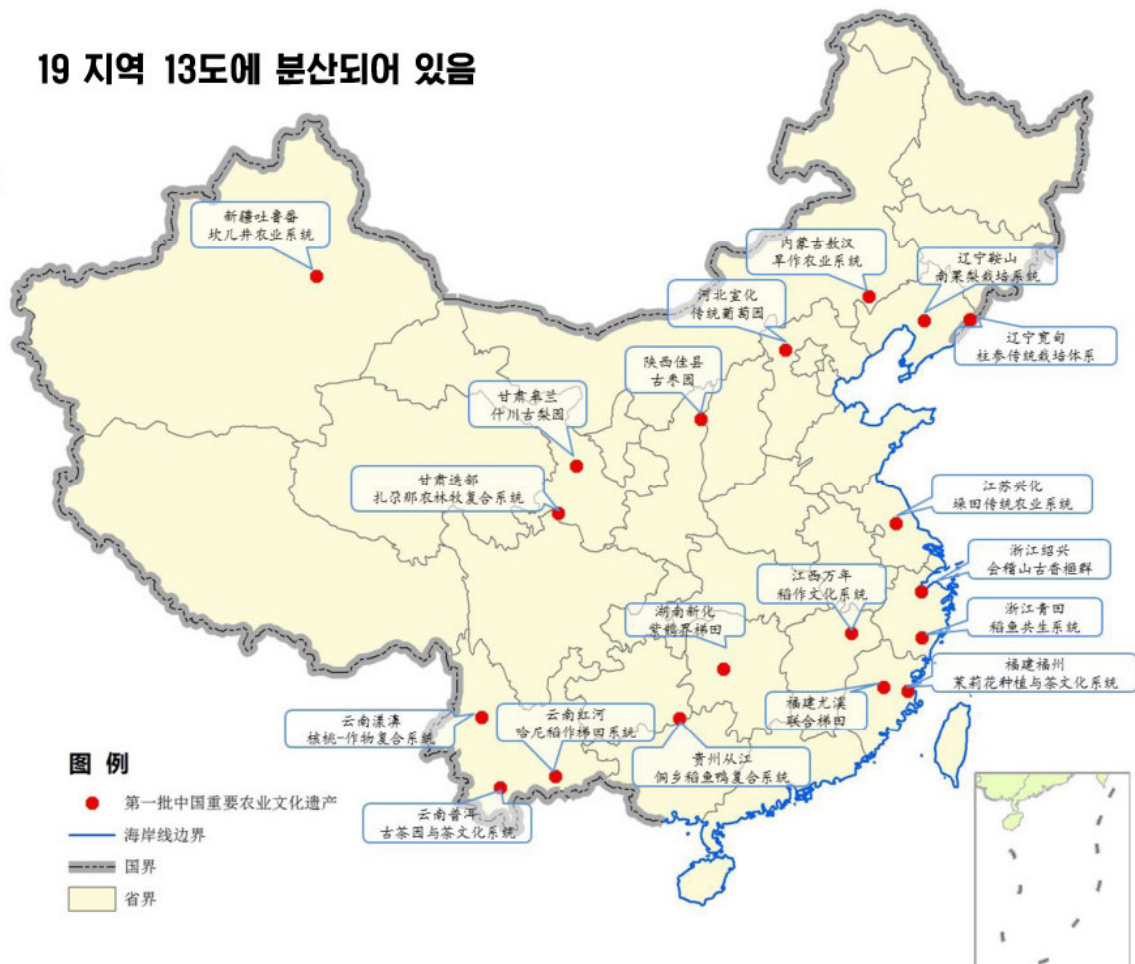 19 지역 13도에 분산되어 있음
新疆吐鲁番
坎儿井农业系统
内蒙古敖汉
旱作农业系统
辽宁鞍山
南果梨栽培系统
河北宣化
传统葡萄园
辽宁宽甸
柱参传统栽培体系
陕西佳县
古枣园
甘肃皋兰
什川古梨园
甘肃迭部
扎尕那农林牧复合系统
江苏兴化
垛田传统农业系统
浙江绍兴
会稽山古香榧群
江西万年
稻作文化系统
湖南新化
紫鹊界梯田
浙江青田
稻鱼共生系统
福建福州
茉莉花种植与茶文化系统
福建尤溪
联合梯田
云南漾濞
核桃-作物复合系统
云南红河
哈尼稻作梯田系统
贵州从江
侗乡稻鱼鸭复合系统
云南普洱
古茶园与茶文化系统
图 例
第一批中国重要农业文化遗产
海岸线边界
国界
省界